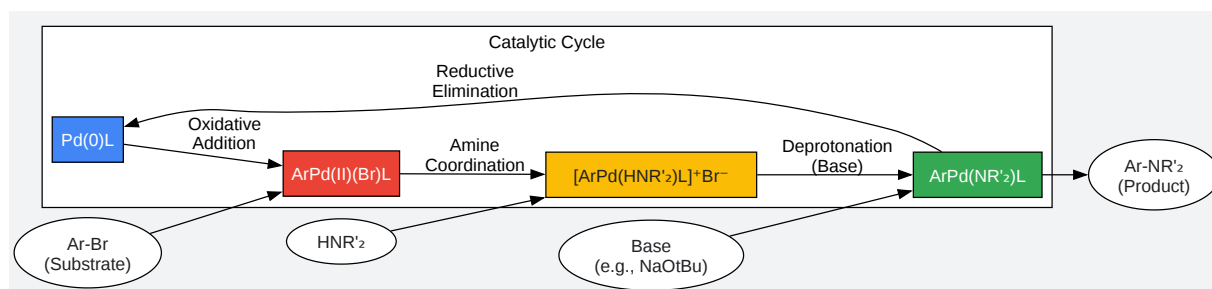 Catalytic Cycle
Reductive
Elimination
Pd(0)L
Oxidative
Addition
ArPd(II)(Br)L
Amine
Coordination
[ArPd(HNR'₂)L]⁺Br⁻
Deprotonation
(Base)
ArPd(NR'₂)L
Ar-NR'₂
(Product)
Ar-Br
(Substrate)
HNR'₂
Base
(e.g., NaOtBu)